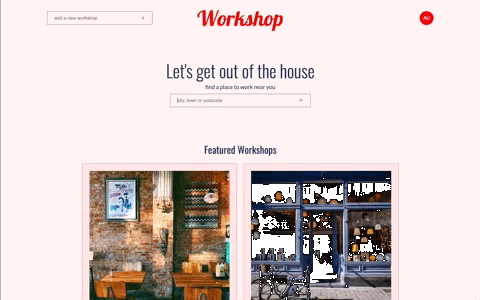 add a new workshop →
Workshop
AU
Let's get out of the house
find a place to work near you
city, town or postcode →
Featured Workshops